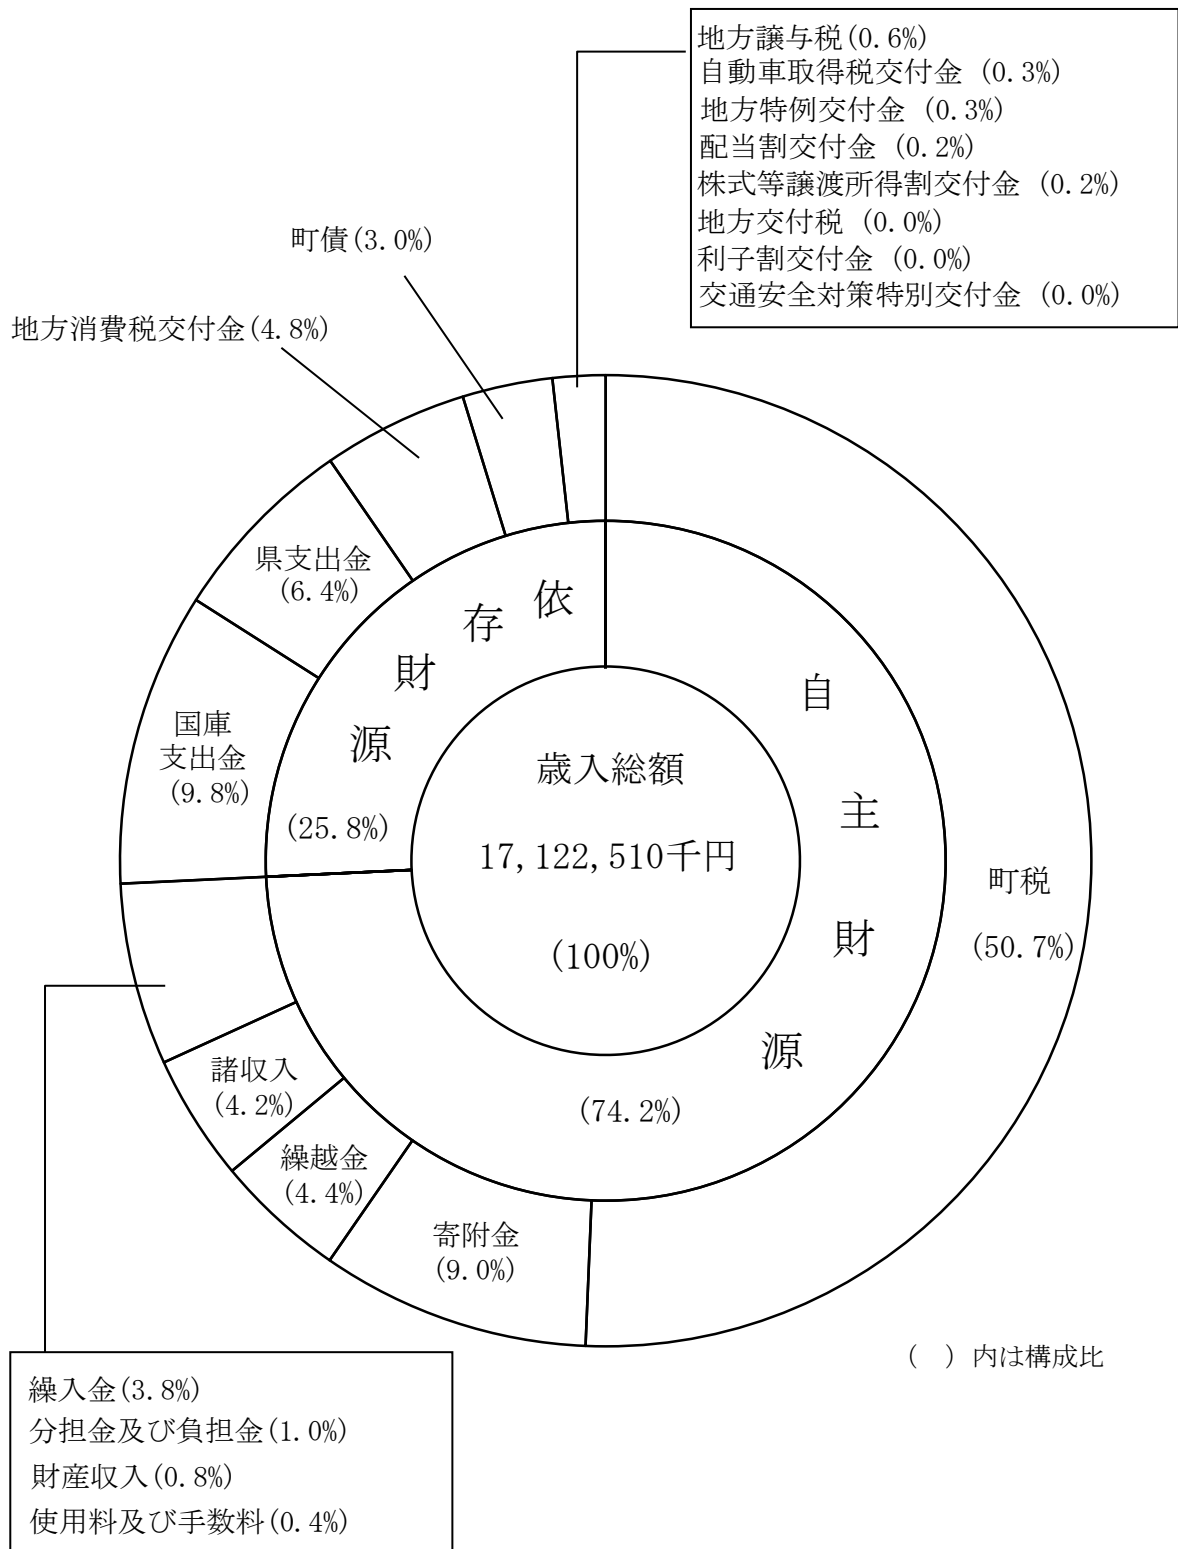 地方譲与税(0.6%)
自動車取得税交付金 (0.3%)
地方特例交付金 (0.3%)
配当割交付金 (0.2%)
株式等譲渡所得割交付金 (0.2%)
地方交付税 (0.0%)
利子割交付金 (0.0%)
交通安全対策特別交付金 (0.0%)
町債(3.0%)
地方消費税交付金(4.8%)
県支出金
(6.4%)
国庫
支出金
(9.8%)
依存財源
(25.8%)
歳入総額
17,122,510千円
(100%)
自主財源
(74.2%)
町税
(50.7%)
諸収入
(4.2%)
繰越金
(4.4%)
寄附金
(9.0%)
( )内は構成比
繰入金(3.8%)
分担金及び負担金(1.0%)
財産収入(0.8%)
使用料及び手数料(0.4%)